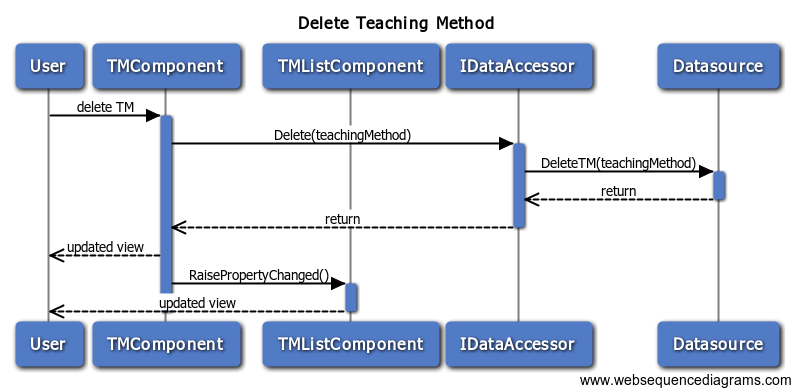 Delete Teaching Method
User TMComponent TMListComponent IDataAccessor Datasource
delete TM
Delete(teachingMethod)
DeleteTM(teachingMethod)
return
return
updated view
RaisePropertyChanged()
updated view
User TMComponent TMListComponent IDataAccessor Datasource
www.websequencediagrams.com